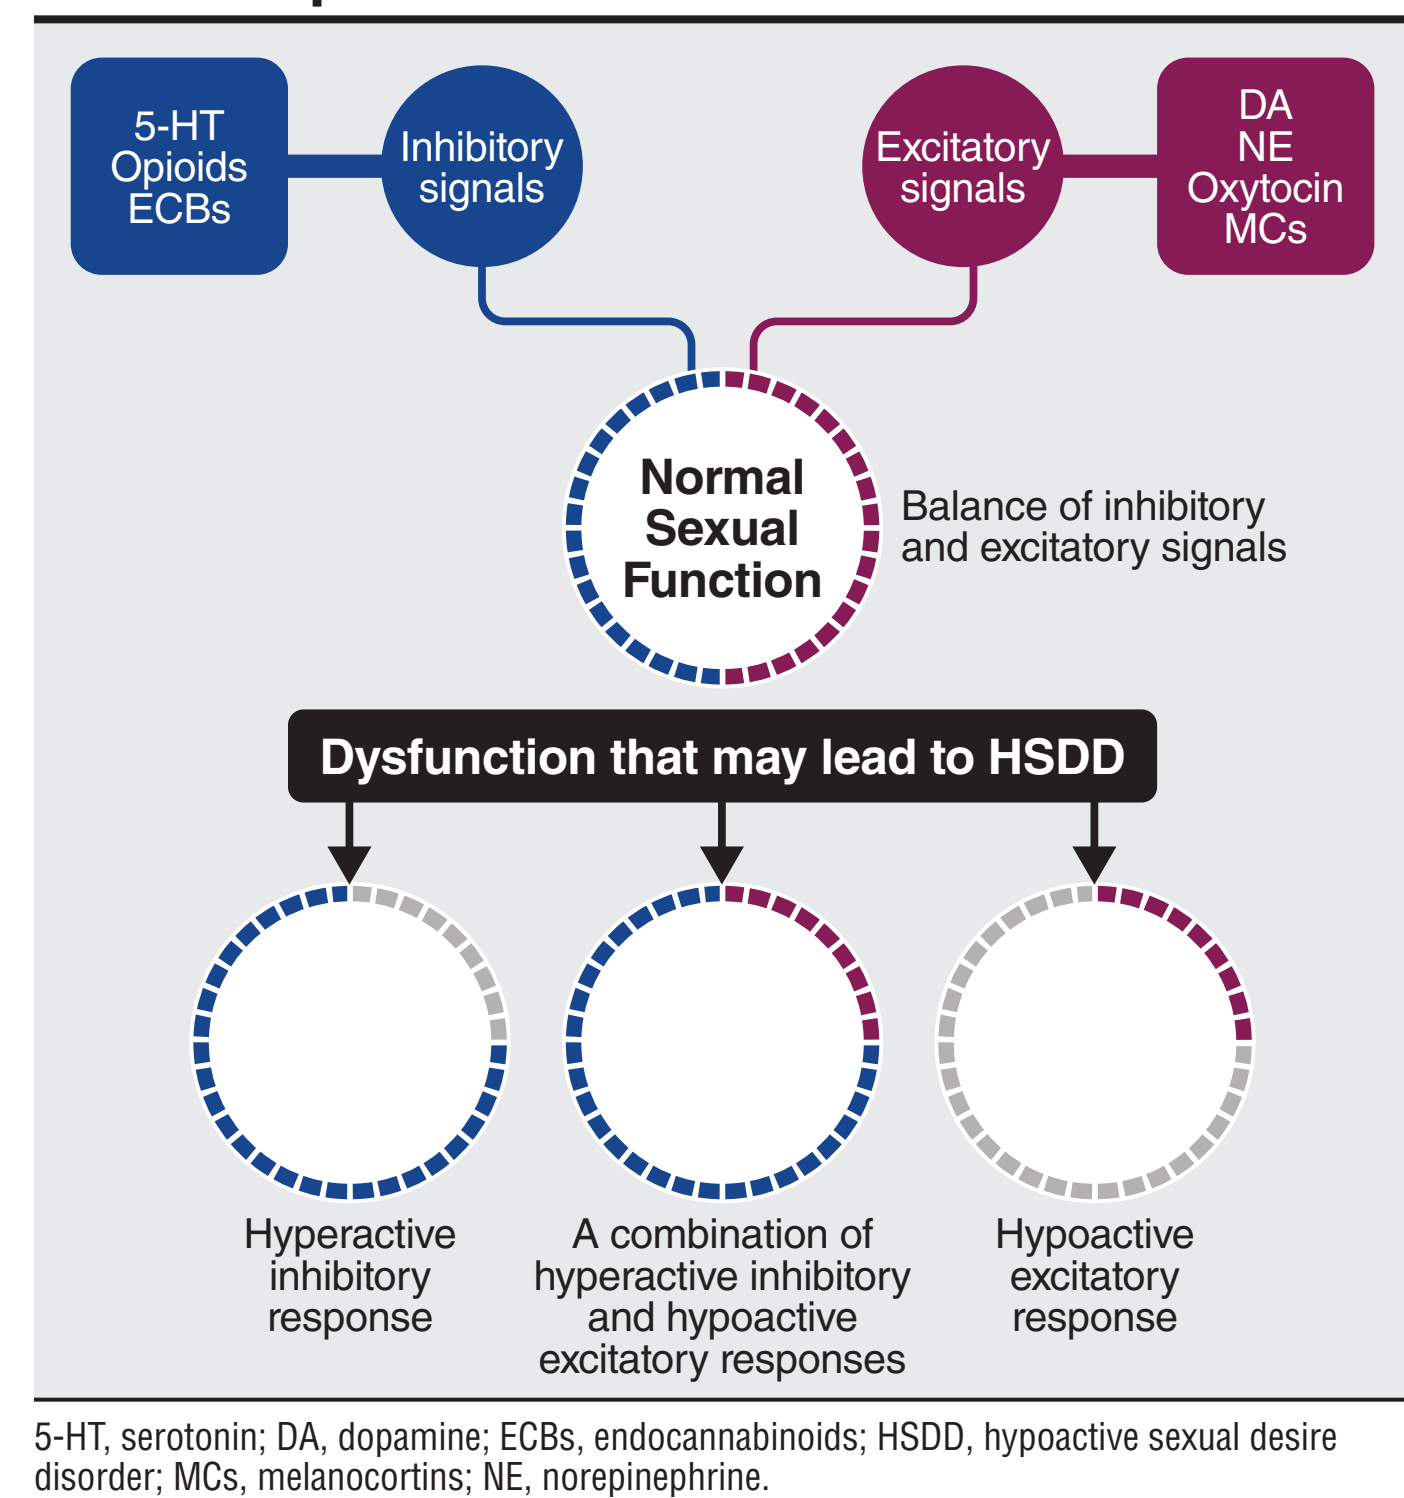 5-HT
Opioids
ECBs
Inhibitory
signals
Excitatory
signals
DA
NE
Oxytocin
MCs
Normal
Sexual
Function
Balance of inhibitory
and excitatory signals
Dysfunction that may lead to HSDD
Hyperactive
inhibitory
response
A combination of
hyperactive inhibitory
and hypoactive
excitatory responses
Hypoactive
excitatory
response
5-HT, serotonin; DA, dopamine; ECBs, endocannabinoids; HSDD, hypoactive sexual desire
disorder; MCs, melanocortins; NE, norepinephrine.